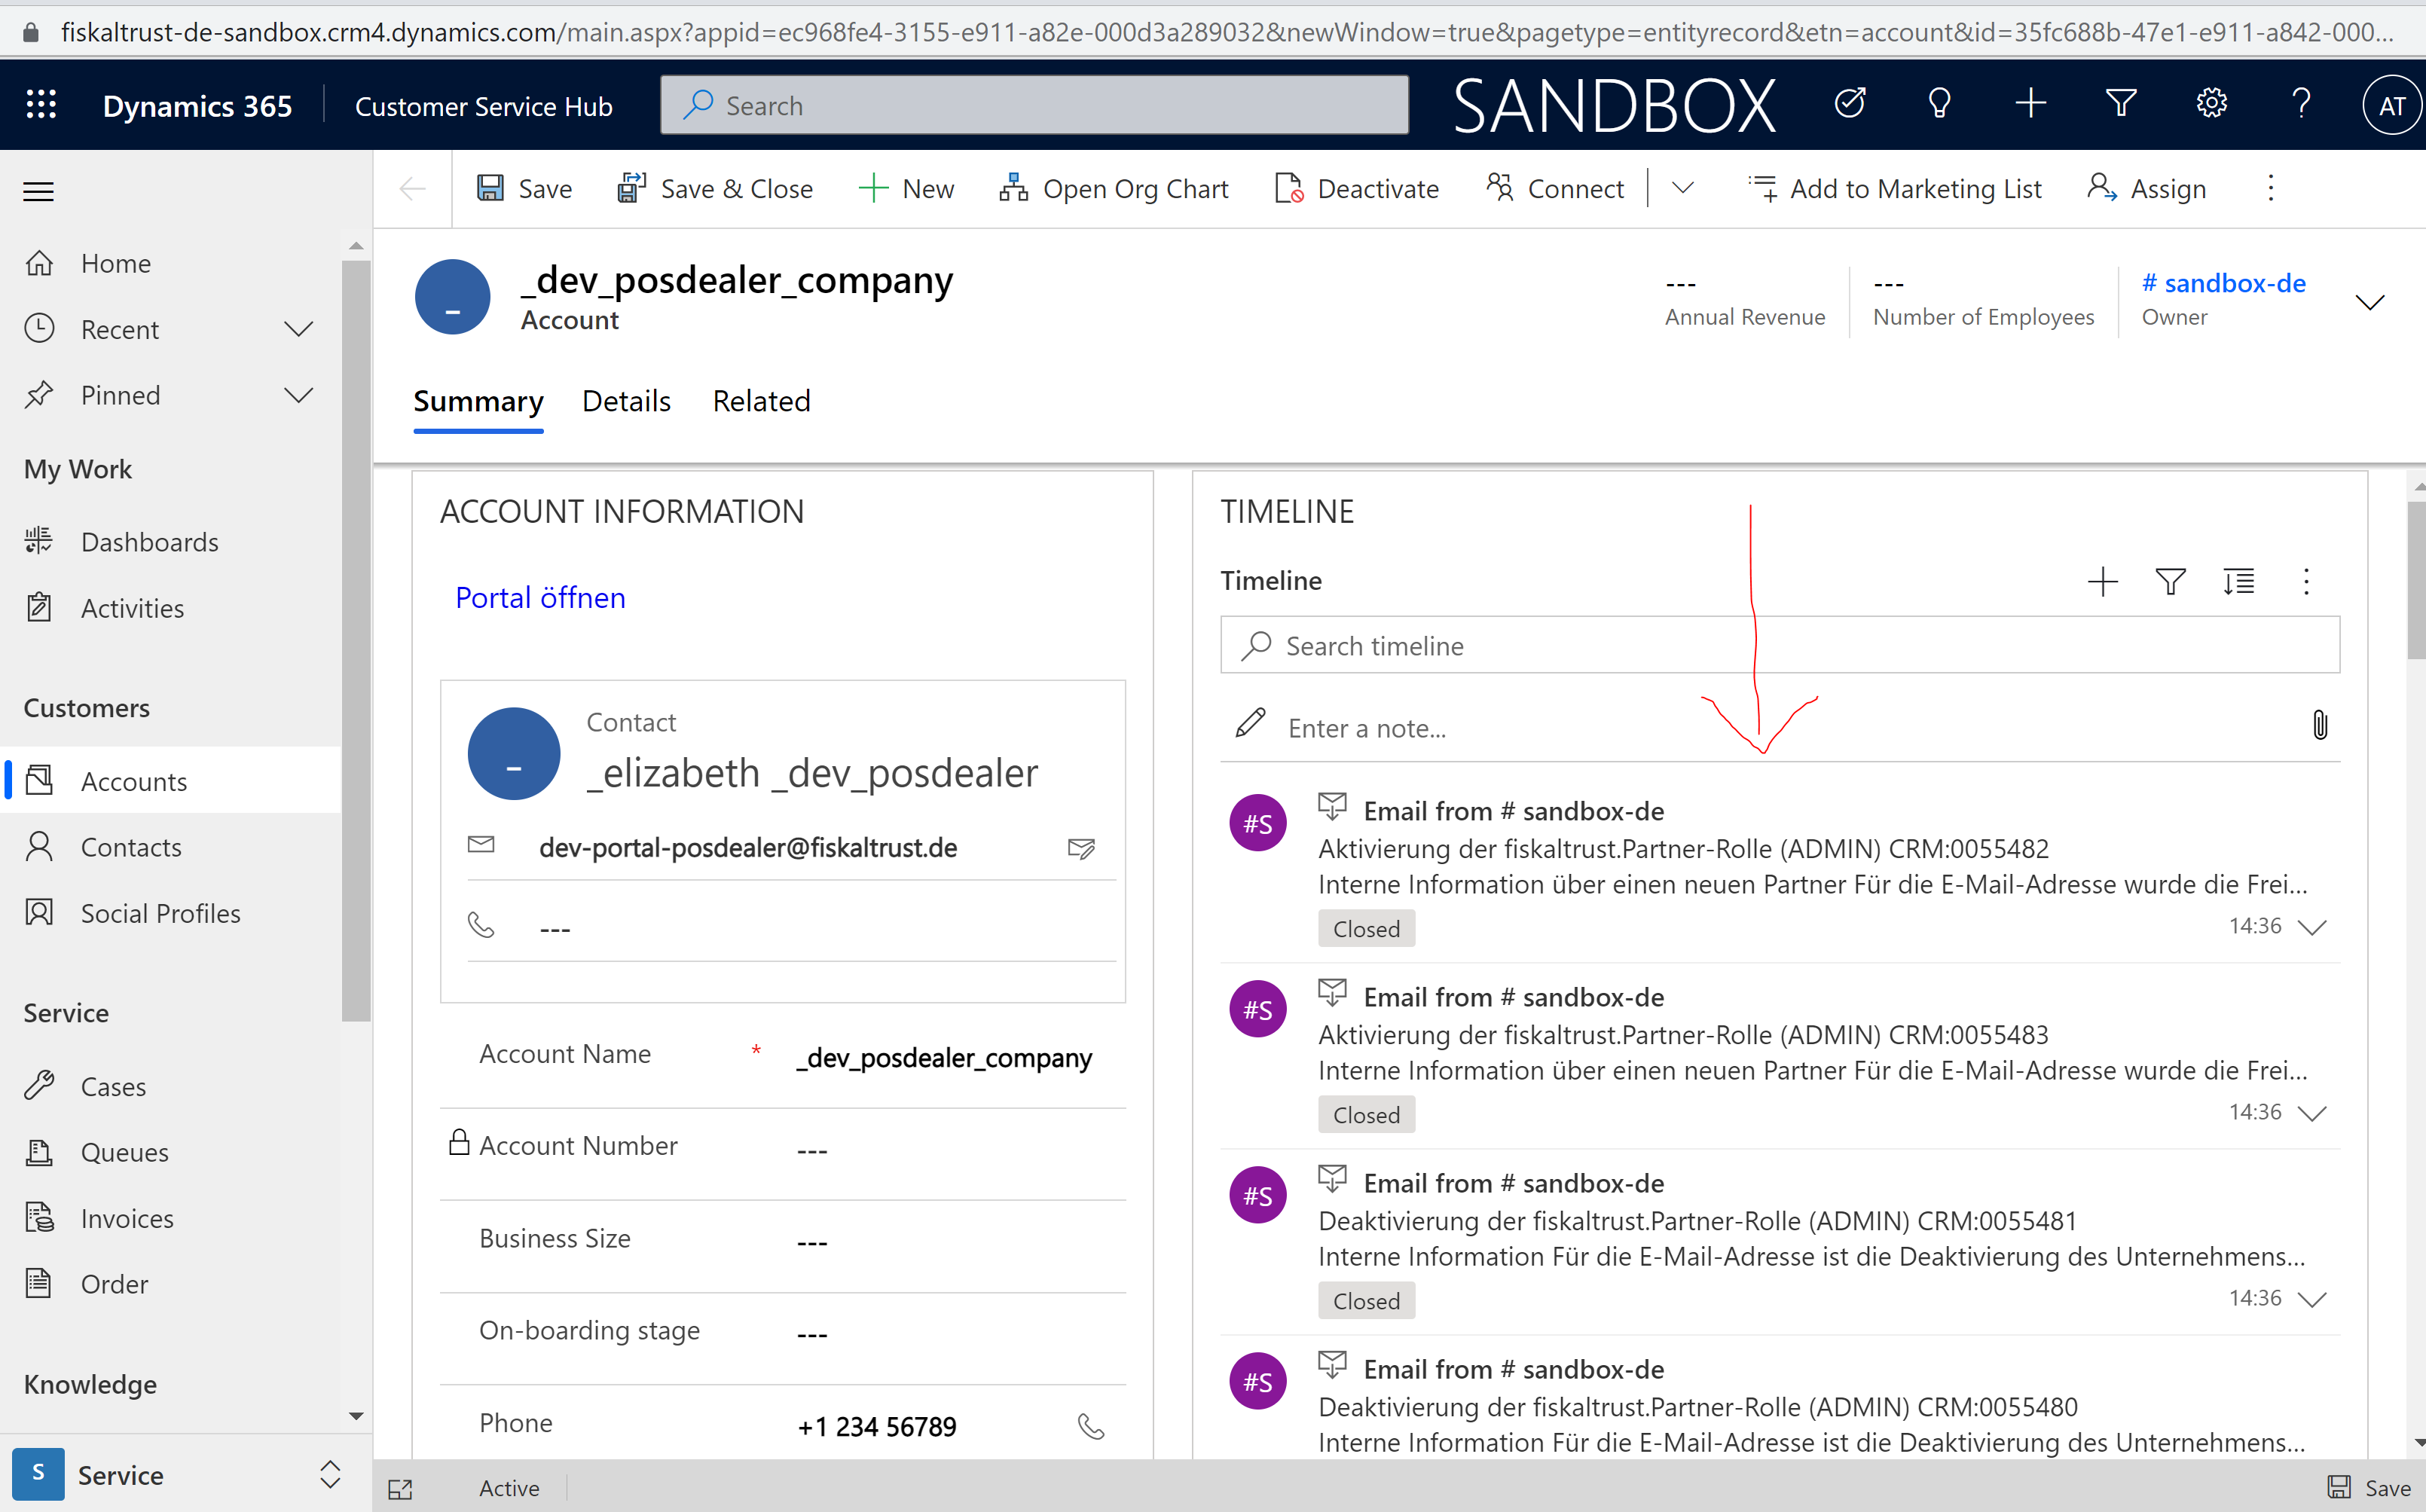 fiskaltrust-de-sandbox.crm4.dynamics.com/main.aspx?appid=ec968fe4-3155-e911-a82e-000d3a289032&newWindow=true&pagetype=entityrecord&etn=account&id=35fc688b-47e1-e911-a842-000...
Dynamics 365
Customer Service Hub
Search
SANDBOX
AT
Save
Save & Close
New
Open Org Chart
Deactivate
Connect
Add to Marketing List
Assign
Home
Recent
Pinned
My Work
Dashboards
Activities
Customers
Accounts
Contacts
Social Profiles
Service
Cases
Queues
Invoices
Order
Knowledge
S
Service
_
_dev_posdealer_company
Account
---
Annual Revenue
---
Number of Employees
# sandbox-de
Owner
Summary
Details
Related
ACCOUNT INFORMATION
Portal öffnen
_
Contact
_elizabeth _dev_posdealer
dev-portal-posdealer@fiskaltrust.de
---
Account Name * _dev_posdealer_company
Account Number ---
Business Size ---
On-boarding stage ---
Phone +1 234 56789
TIMELINE
Timeline
Search timeline
Enter a note...
#S
Email from # sandbox-de
Aktivierung der fiskaltrust.Partner-Rolle (ADMIN) CRM:0055482
Interne Information über einen neuen Partner Für die E-Mail-Adresse wurde die Frei...
Closed
14:36
#S
Email from # sandbox-de
Aktivierung der fiskaltrust.Partner-Rolle (ADMIN) CRM:0055483
Interne Information über einen neuen Partner Für die E-Mail-Adresse wurde die Frei...
Closed
14:36
#S
Email from # sandbox-de
Deaktivierung der fiskaltrust.Partner-Rolle (ADMIN) CRM:0055481
Interne Information Für die E-Mail-Adresse ist die Deaktivierung des Unternehmens...
Closed
14:36
#S
Email from # sandbox-de
Deaktivierung der fiskaltrust.Partner-Rolle (ADMIN) CRM:0055480
Interne Information Für die E-Mail-Adresse ist die Deaktivierung des Unternehmens...
Active
Save